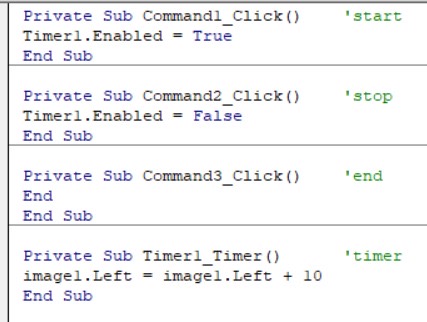 Private Sub Command1_Click() 'start
Timer1.Enabled = True
End Sub
Private Sub Command2_Click() 'stop
Timer1.Enabled = False
End Sub
Private Sub Command3_Click() 'end
End
End Sub
Private Sub Timer1_Timer() 'timer
image1.Left = image1.Left + 10
End Sub